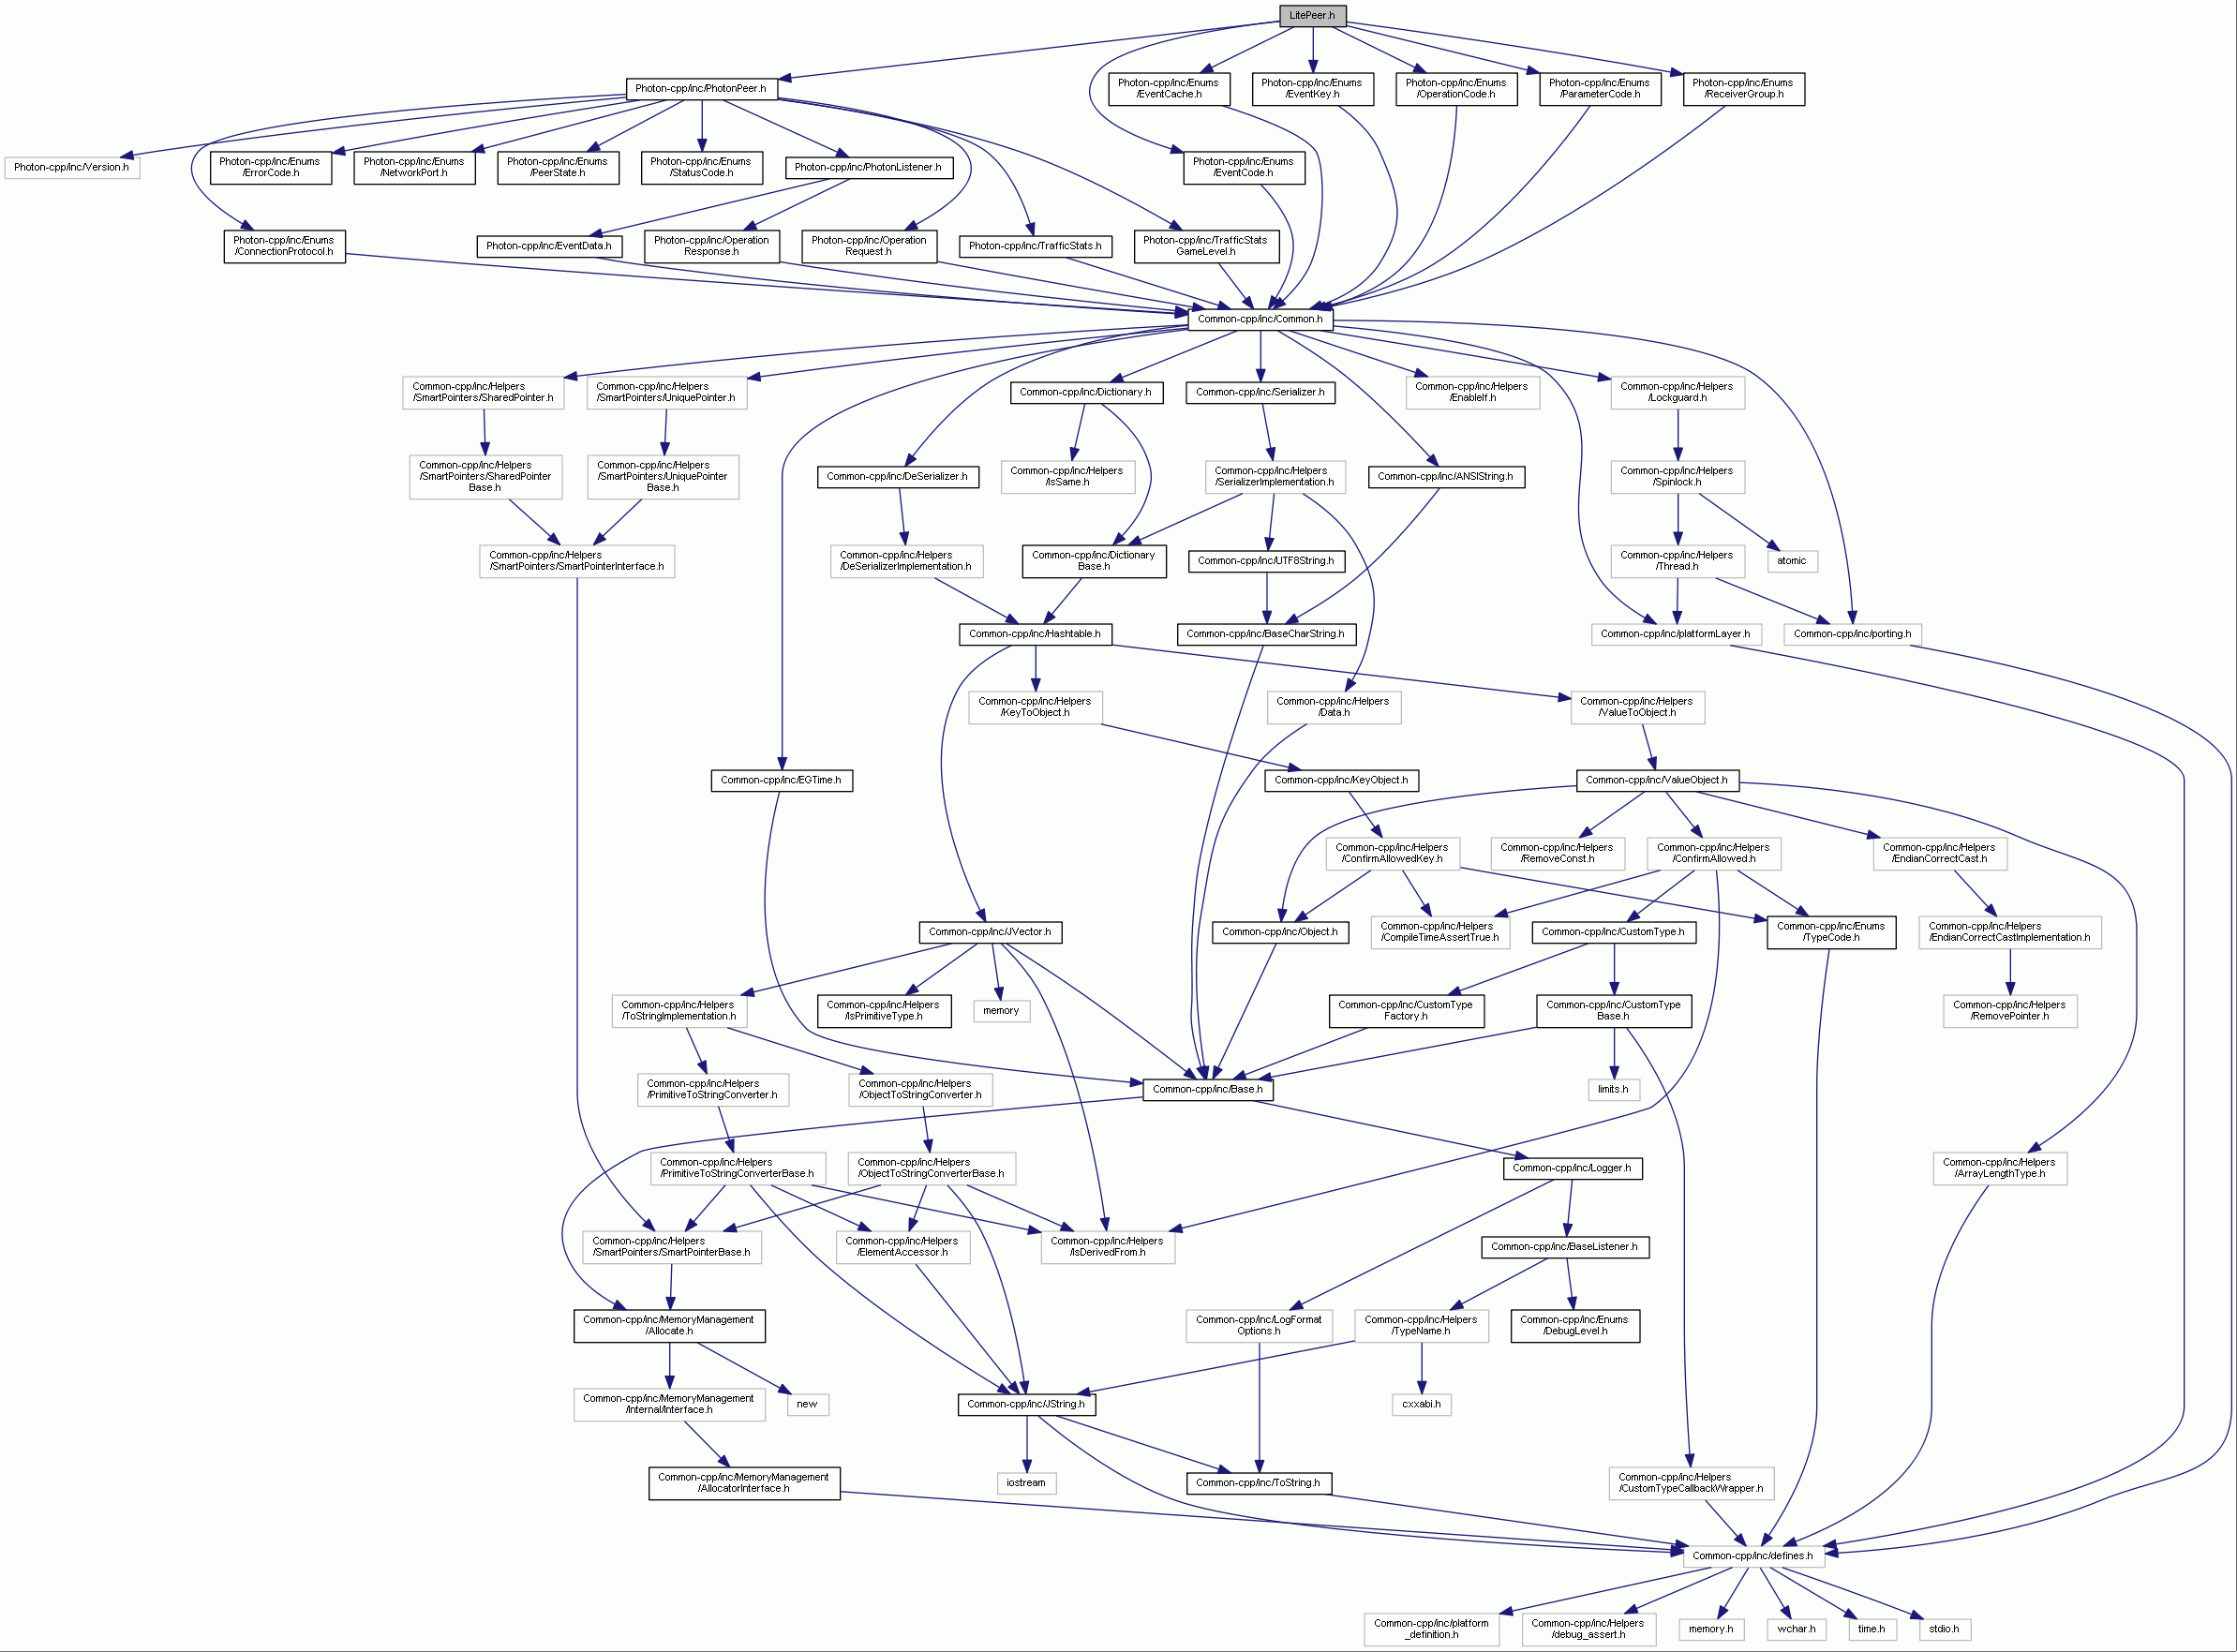 LitePeer.h
Photon-cpp/inc/PhotonPeer.h
Photon-cpp/inc/Enums
/EventCache.h
Photon-cpp/inc/Enums
/EventKey.h
Photon-cpp/inc/Enums
/OperationCode.h
Photon-cpp/inc/Enums
/ParameterCode.h
Photon-cpp/inc/Enums
/ReceiverGroup.h
Photon-cpp/inc/Version.h
Photon-cpp/inc/Enums
/ErrorCode.h
Photon-cpp/inc/Enums
/NetworkPort.h
Photon-cpp/inc/Enums
/PeerState.h
Photon-cpp/inc/Enums
/StatusCode.h
Photon-cpp/inc/PhotonListener.h
Photon-cpp/inc/Enums
/EventCode.h
Photon-cpp/inc/Enums
/ConnectionProtocol.h
Photon-cpp/inc/EventData.h
Photon-cpp/inc/Operation
Response.h
Photon-cpp/inc/Operation
Request.h
Photon-cpp/inc/TrafficStats.h
Photon-cpp/inc/TrafficStats
GameLevel.h
Common-cpp/inc/Common.h
Common-cpp/inc/Helpers
/SmartPointers/SharedPointer.h
Common-cpp/inc/Helpers
/SmartPointers/UniquePointer.h
Common-cpp/inc/Dictionary.h
Common-cpp/inc/Serializer.h
Common-cpp/inc/Helpers
/EnableIf.h
Common-cpp/inc/Helpers
/Lockguard.h
Common-cpp/inc/Helpers
/SmartPointers/SharedPointer
Base.h
Common-cpp/inc/Helpers
/SmartPointers/UniquePointer
Base.h
Common-cpp/inc/DeSerializer.h
Common-cpp/inc/Helpers
/IsSame.h
Common-cpp/inc/Helpers
/SerializerImplementation.h
Common-cpp/inc/ANSIString.h
Common-cpp/inc/Helpers
/Spinlock.h
Common-cpp/inc/Helpers
/SmartPointers/SmartPointerInterface.h
Common-cpp/inc/Helpers
/DeSerializerImplementation.h
Common-cpp/inc/Dictionary
Base.h
Common-cpp/inc/UTF8String.h
Common-cpp/inc/Helpers
/Thread.h
atomic
Common-cpp/inc/Hashtable.h
Common-cpp/inc/BaseCharString.h
Common-cpp/inc/platformLayer.h
Common-cpp/inc/porting.h
Common-cpp/inc/Helpers
/KeyToObject.h
Common-cpp/inc/Helpers
/Data.h
Common-cpp/inc/Helpers
/ValueToObject.h
Common-cpp/inc/EGTime.h
Common-cpp/inc/KeyObject.h
Common-cpp/inc/ValueObject.h
Common-cpp/inc/Helpers
/ConfirmAllowedKey.h
Common-cpp/inc/Helpers
/RemoveConst.h
Common-cpp/inc/Helpers
/ConfirmAllowed.h
Common-cpp/inc/Helpers
/EndianCorrectCast.h
Common-cpp/inc/JVector.h
Common-cpp/inc/Object.h
Common-cpp/inc/Helpers
/CompileTimeAssertTrue.h
Common-cpp/inc/CustomType.h
Common-cpp/inc/Enums
/TypeCode.h
Common-cpp/inc/Helpers
/EndianCorrectCastImplementation.h
Common-cpp/inc/Helpers
/ToStringImplementation.h
Common-cpp/inc/Helpers
/IsPrimitiveType.h
memory
Common-cpp/inc/CustomType
Factory.h
Common-cpp/inc/CustomType
Base.h
Common-cpp/inc/Helpers
/RemovePointer.h
Common-cpp/inc/Helpers
/PrimitiveToStringConverter.h
Common-cpp/inc/Helpers
/ObjectToStringConverter.h
Common-cpp/inc/Base.h
limits.h
Common-cpp/inc/Helpers
/PrimitiveToStringConverterBase.h
Common-cpp/inc/Helpers
/ObjectToStringConverterBase.h
Common-cpp/inc/Logger.h
Common-cpp/inc/Helpers
/ArrayLengthType.h
Common-cpp/inc/Helpers
/SmartPointers/SmartPointerBase.h
Common-cpp/inc/Helpers
/ElementAccessor.h
Common-cpp/inc/Helpers
/IsDerivedFrom.h
Common-cpp/inc/BaseListener.h
Common-cpp/inc/MemoryManagement
/Allocate.h
Common-cpp/inc/LogFormat
Options.h
Common-cpp/inc/Helpers
/TypeName.h
Common-cpp/inc/Enums
/DebugLevel.h
Common-cpp/inc/MemoryManagement
/Internal/Interface.h
new
Common-cpp/inc/JString.h
cxxabi.h
Common-cpp/inc/MemoryManagement
/AllocatorInterface.h
iostream
Common-cpp/inc/ToString.h
Common-cpp/inc/Helpers
/CustomTypeCallbackWrapper.h
Common-cpp/inc/defines.h
Common-cpp/inc/platform
_definition.h
Common-cpp/inc/Helpers
/debug_assert.h
memory.h
wchar.h
time.h
stdio.h